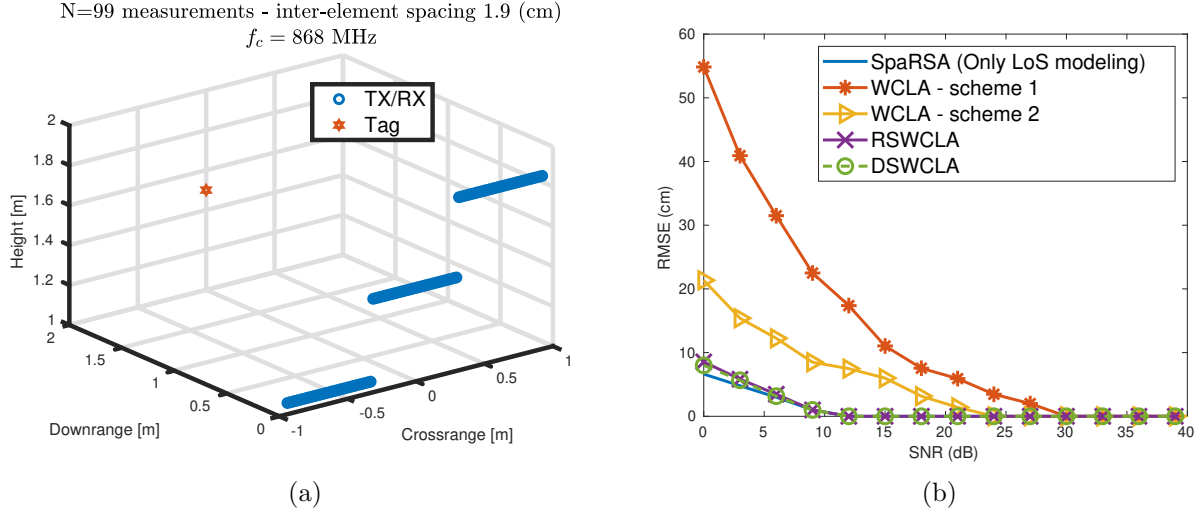 N=99 measurements - inter-element spacing 1.9 (cm)
f_c = 868 MHz
TX/RX
Tag
2
1.8
1.6
1.4
1.2
1
Height [m]
2
1.5
1
0.5
0
Downrange [m]
-1
-0.5
0
0.5
1
Crossrange [m]
(a)
60
50
40
30
20
10
0
RMSE (cm)
SpaRSA (Only LoS modeling)
WCLA - scheme 1
WCLA - scheme 2
RSWCLA
DSWCLA
0 5 10 15 20 25 30 35 40
SNR (dB)
(b)